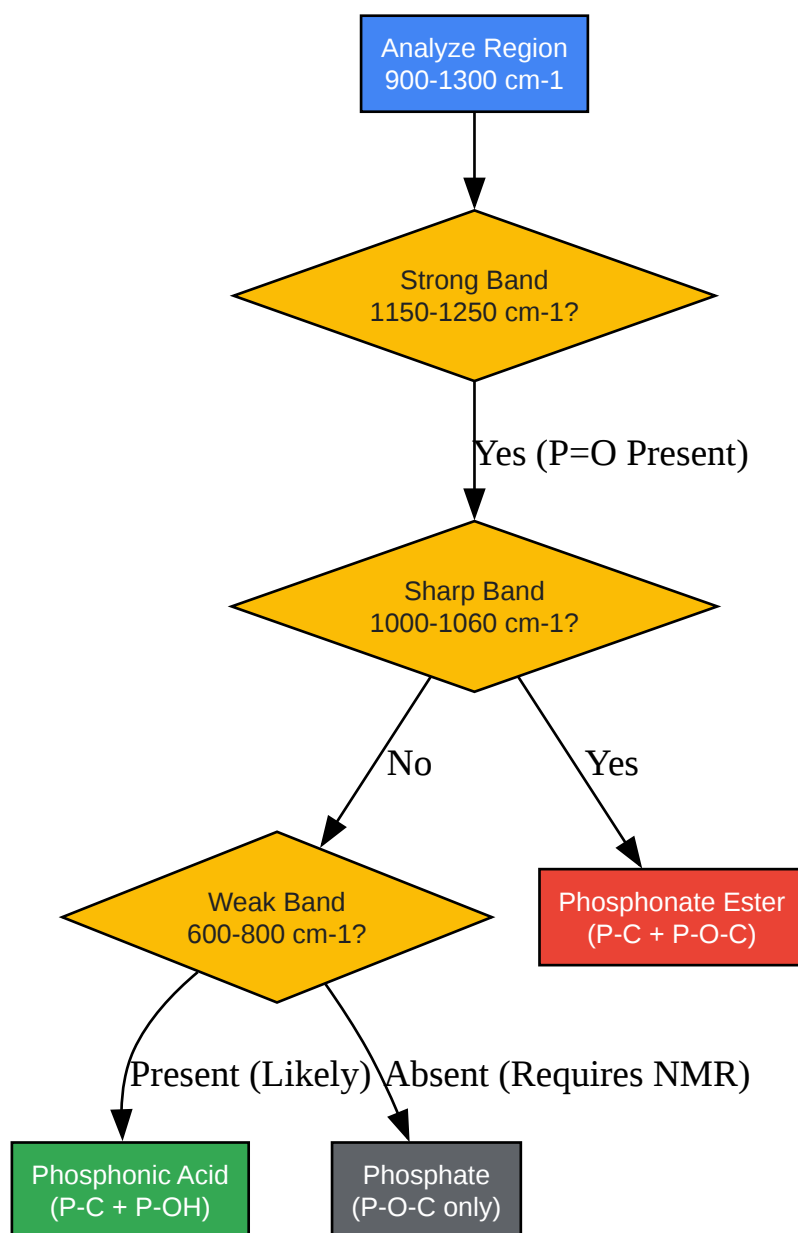 Analyze Region
900-1300 cm-1
Strong Band
1150-1250 cm-1?
Yes (P=O Present)
Sharp Band
1000-1060 cm-1?
No
Yes
Weak Band
600-800 cm-1?
Phosphonate Ester
(P-C + P-O-C)
Present (Likely)
Absent (Requires NMR)
Phosphonic Acid
(P-C + P-OH)
Phosphate
(P-O-C only)